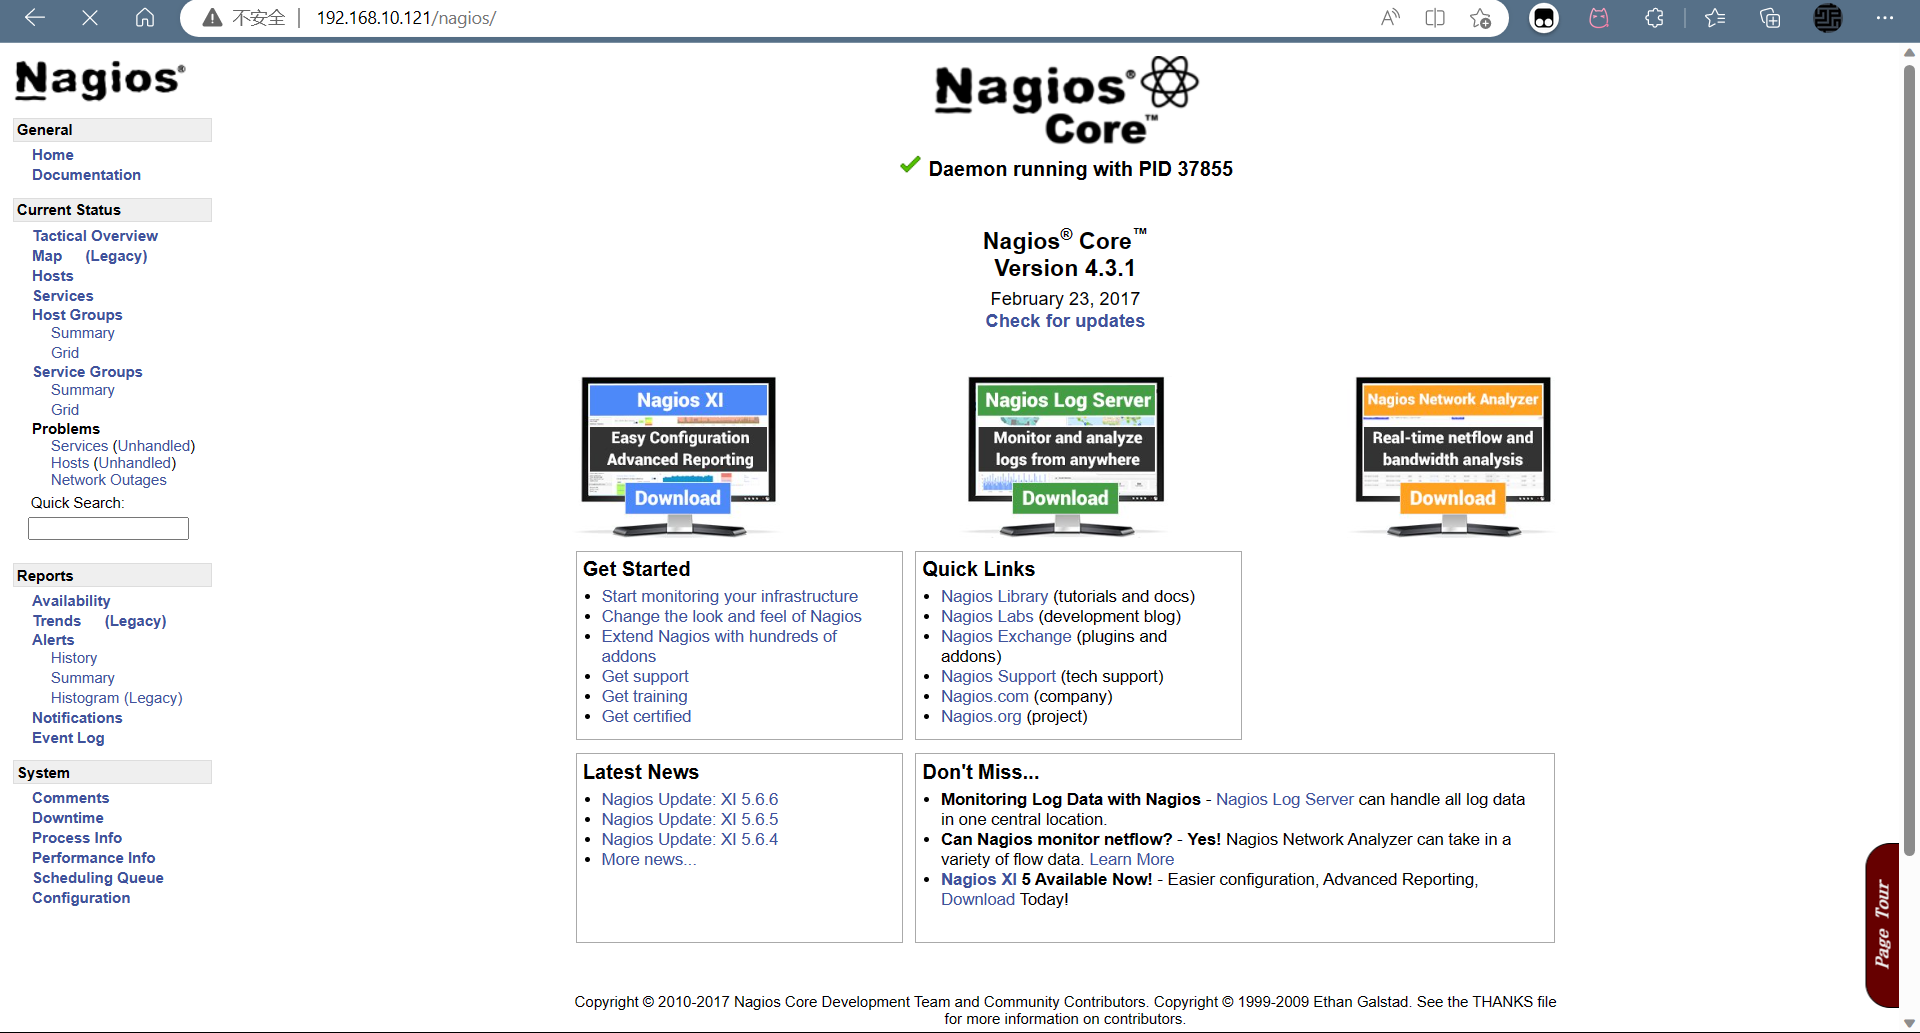 不安全 | 192.168.10.121/nagios/
Nagios®
General
Home
Documentation
Current Status
Tactical Overview
Map (Legacy)
Hosts
Services
Host Groups
Summary
Grid
Service Groups
Summary
Grid
Problems
Services (Unhandled)
Hosts (Unhandled)
Network Outages
Quick Search:
Reports
Availability
Trends (Legacy)
Alerts
History
Summary
Histogram (Legacy)
Notifications
Event Log
System
Comments
Downtime
Process Info
Performance Info
Scheduling Queue
Configuration
Nagios®
Core™
Daemon running with PID 37855
Nagios® Core™
Version 4.3.1
February 23, 2017
Check for updates
Nagios XI
Easy Configuration
Advanced Reporting
Download
Nagios Log Server
Monitor and analyze
logs from anywhere
Download
Nagios Network Analyzer
Real-time netflow and
bandwidth analysis
Download
Get Started
• Start monitoring your infrastructure
• Change the look and feel of Nagios
• Extend Nagios with hundreds of
addons
• Get support
• Get training
• Get certified
Quick Links
• Nagios Library (tutorials and docs)
• Nagios Labs (development blog)
• Nagios Exchange (plugins and
addons)
• Nagios Support (tech support)
• Nagios.com (company)
• Nagios.org (project)
Latest News
• Nagios Update: XI 5.6.6
• Nagios Update: XI 5.6.5
• Nagios Update: XI 5.6.4
• More news...
Don't Miss...
• Monitoring Log Data with Nagios - Nagios Log Server can handle all log data
in one central location.
• Can Nagios monitor netflow? - Yes! Nagios Network Analyzer can take in a
variety of flow data. Learn More
• Nagios XI 5 Available Now! - Easier configuration, Advanced Reporting,
Download Today!
Page Tour
Copyright © 2010-2017 Nagios Core Development Team and Community Contributors. Copyright © 1999-2009 Ethan Galstad. See the THANKS file
for more information on contributors.